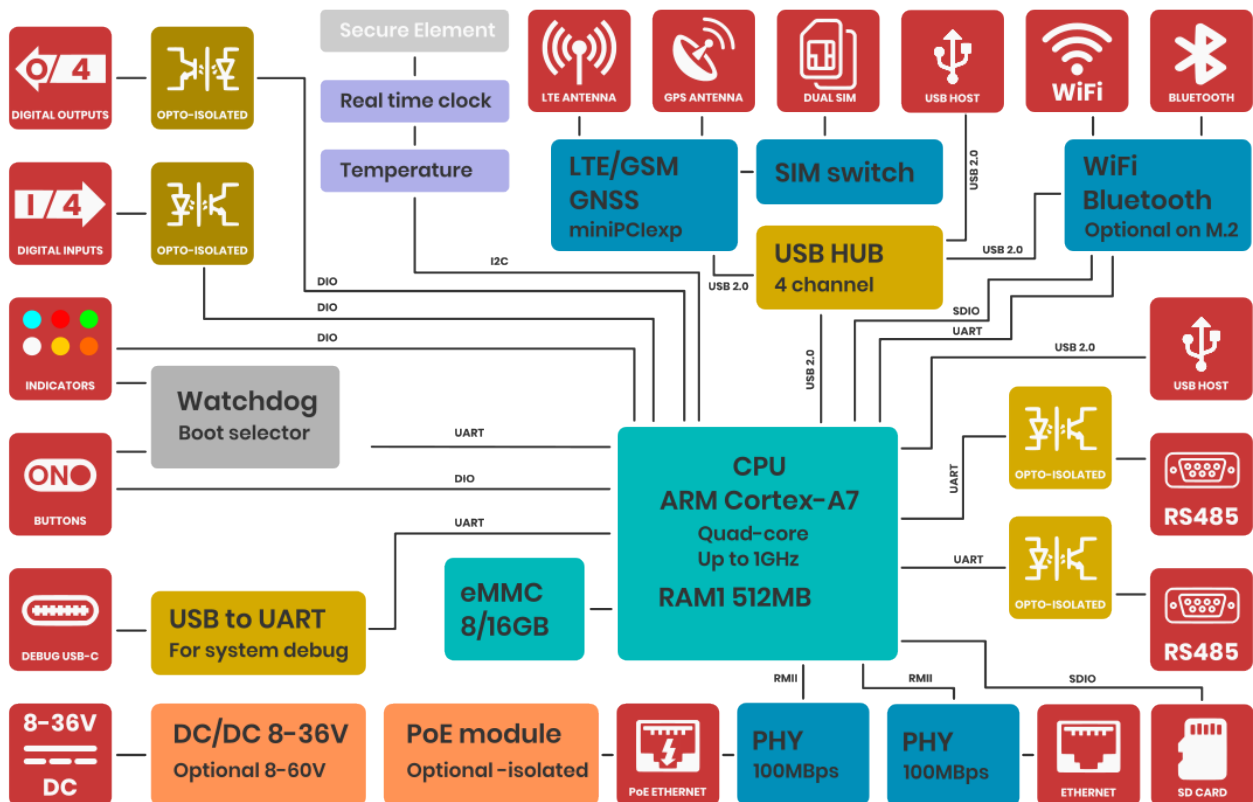 O/4
DIGITAL OUTPUTS
OPTO-ISOLATED
Secure Element
Real time clock
Temperature
LTE ANTENNA
GPS ANTENNA
DUAL SIM
USB HOST
WiFi
BLUETOOTH
I/4
DIGITAL INPUTS
OPTO-ISOLATED
LTE/GSM
GNSS
miniPCIexp
SIM switch
USB 2.0
WiFi
Bluetooth
Optional on M.2
USB HUB
4 channel
USB 2.0
USB 2.0
I2C
DIO
DIO
DIO
SDIO
UART
USB 2.0
USB 2.0
INDICATORS
USB HOST
Watchdog
Boot selector
UART
DIO
UART
ON
BUTTONS
CPU
ARM Cortex-A7
Quad-core
Up to 1GHz
RAM1 512MB
eMMC
8/16GB
UART
OPTO-ISOLATED
RS485
UART
OPTO-ISOLATED
RS485
DEBUG USB-C
USB to UART
For system debug
RMII
RMII
SDIO
8-36V
DC
DC/DC 8-36V
Optional 8-60V
PoE module
Optional -isolated
PoE ETHERNET
PHY
100MBps
PHY
100MBps
ETHERNET
SD CARD